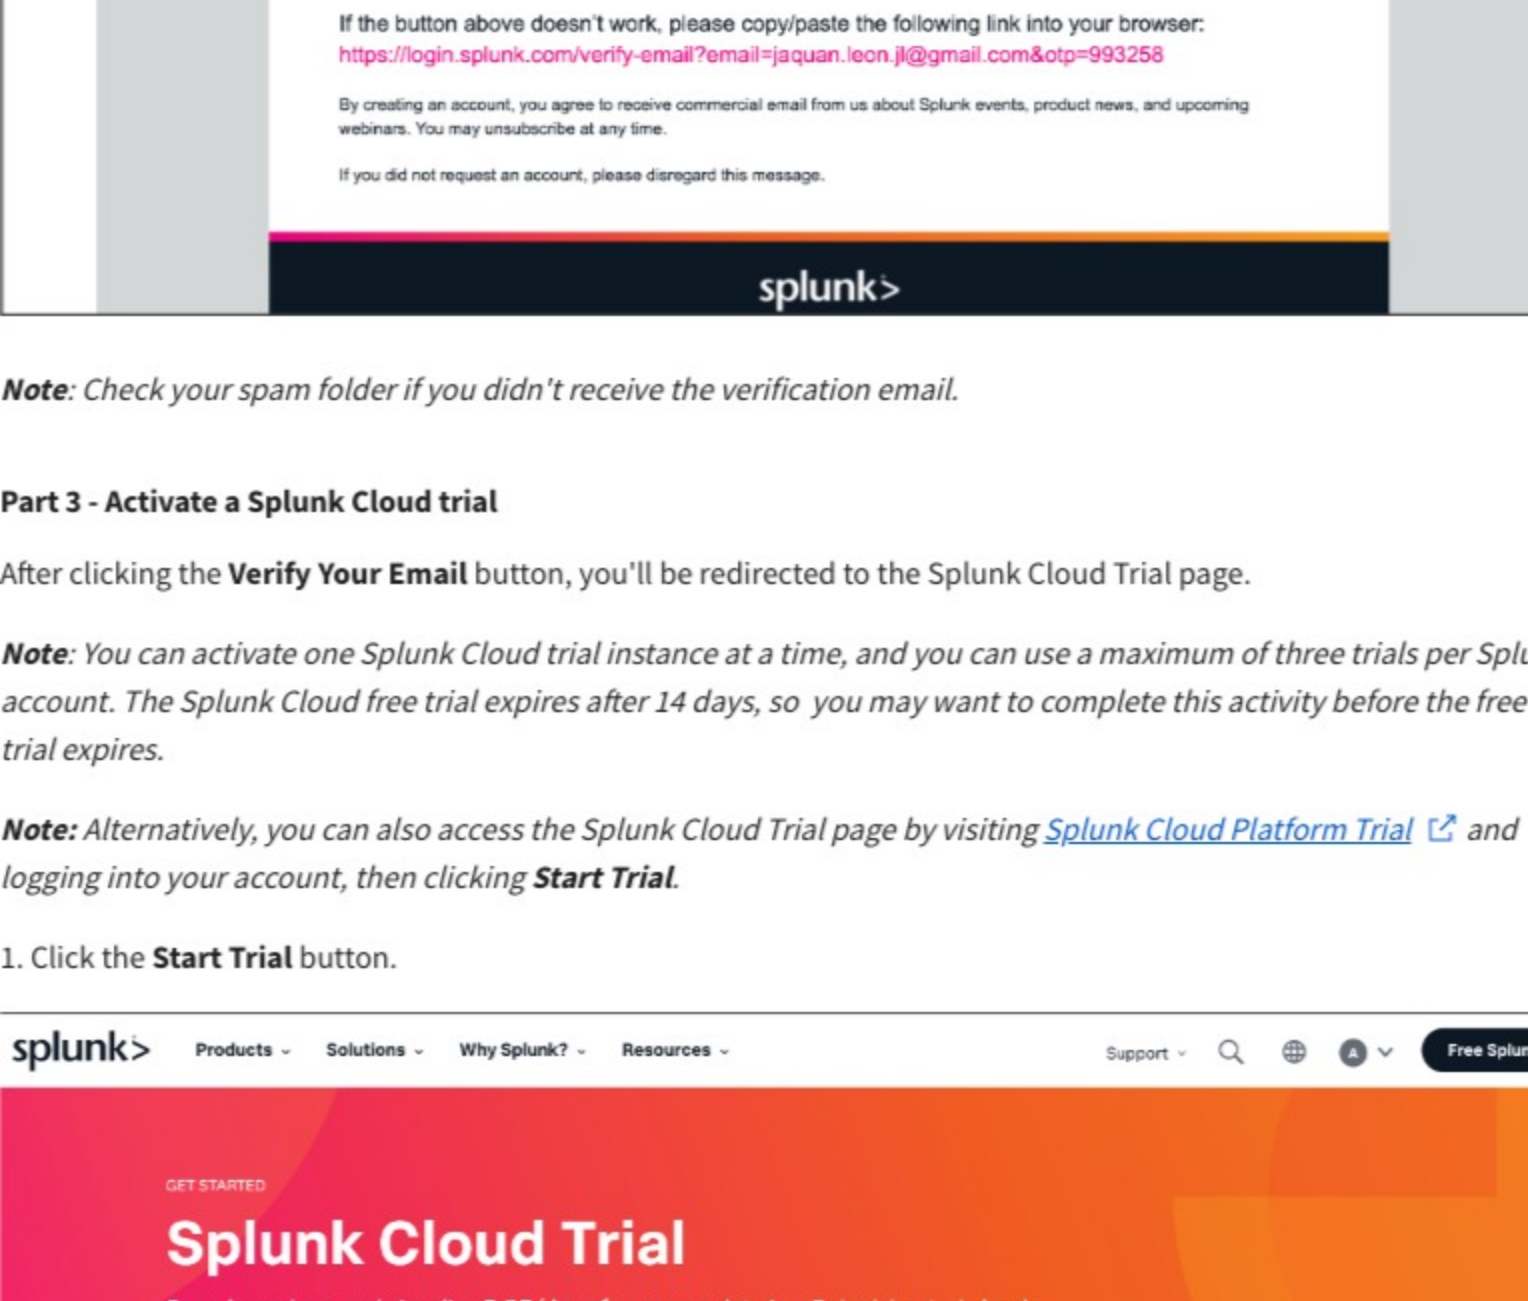 If the button above doesn't work, please copy/paste the following link into your browser:
https://login.splunk.com/verify-email?email=jaquan.leon.jl@gmail.com&otp=993258
By creating an account, you agree to receive commercial email from us about Splunk events, product news, and upcoming
webinars. You may unsubscribe at any time.
If you did not request an account, please disregard this message.
splunk>
Note: Check your spam folder if you didn't receive the verification email.
Part 3 - Activate a Splunk Cloud trial
After clicking the Verify Your Email button, you'll be redirected to the Splunk Cloud Trial page.
Note: You can activate one Splunk Cloud trial instance at a time, and you can use a maximum of three trials per Splu
account. The Splunk Cloud free trial expires after 14 days, so you may want to complete this activity before the free
trial expires.
Note: Alternatively, you can also access the Splunk Cloud Trial page by visiting Splunk Cloud Platform Trial and
logging into your account, then clicking Start Trial.
1. Click the Start Trial button.
splunk> Products Solutions Why Splunk? Resources Support A Free Splun
GET STARTED
Splunk Cloud Trial